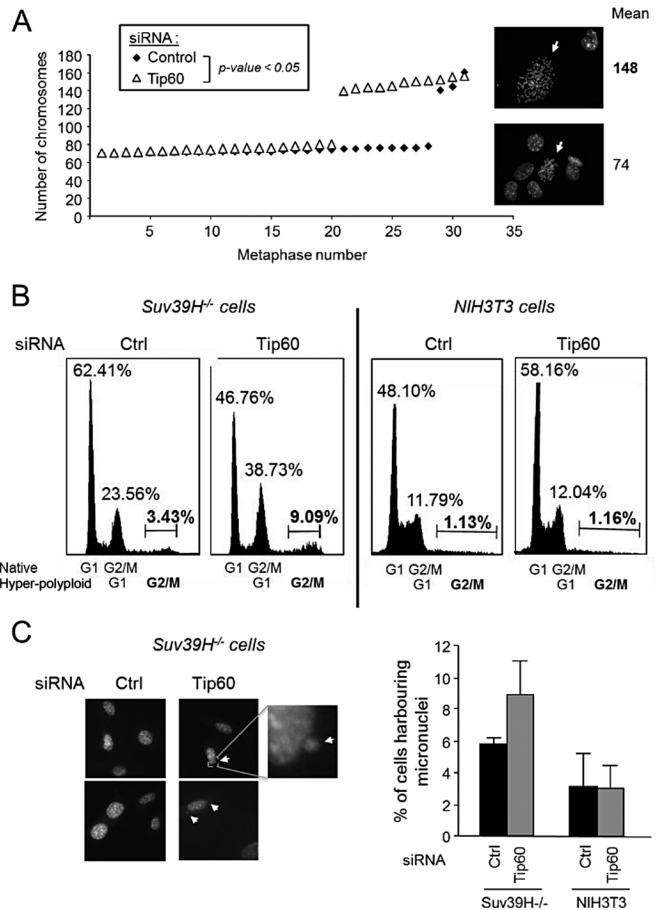 A
Mean
siRNA :
Control
Tip60
p-value < 0.05
Number of chromosomes
180
160
140
120
100
80
60
40
20
0
5
10
15
20
25
30
35
Metaphase number
148
74
B
Suv39H-/- cells
NIH3T3 cells
siRNA
Ctrl
Tip60
Ctrl
Tip60
62.41%
23.56%
3.43%
46.76%
38.73%
9.09%
48.10%
11.79%
1.13%
58.16%
12.04%
1.16%
Native
G1 G2/M
G1 G2/M
G1 G2/M
G1 G2/M
Hyper-polyploid
G1 G2/M
G1 G2/M
G1 G2/M
G1 G2/M
C
Suv39H-/- cells
siRNA
Ctrl
Tip60
% of cells harbouring
micronuclei
12
10
8
6
4
2
0
siRNA
Ctrl
Tip60
Ctrl
Tip60
Suv39H-/-
NIH3T3